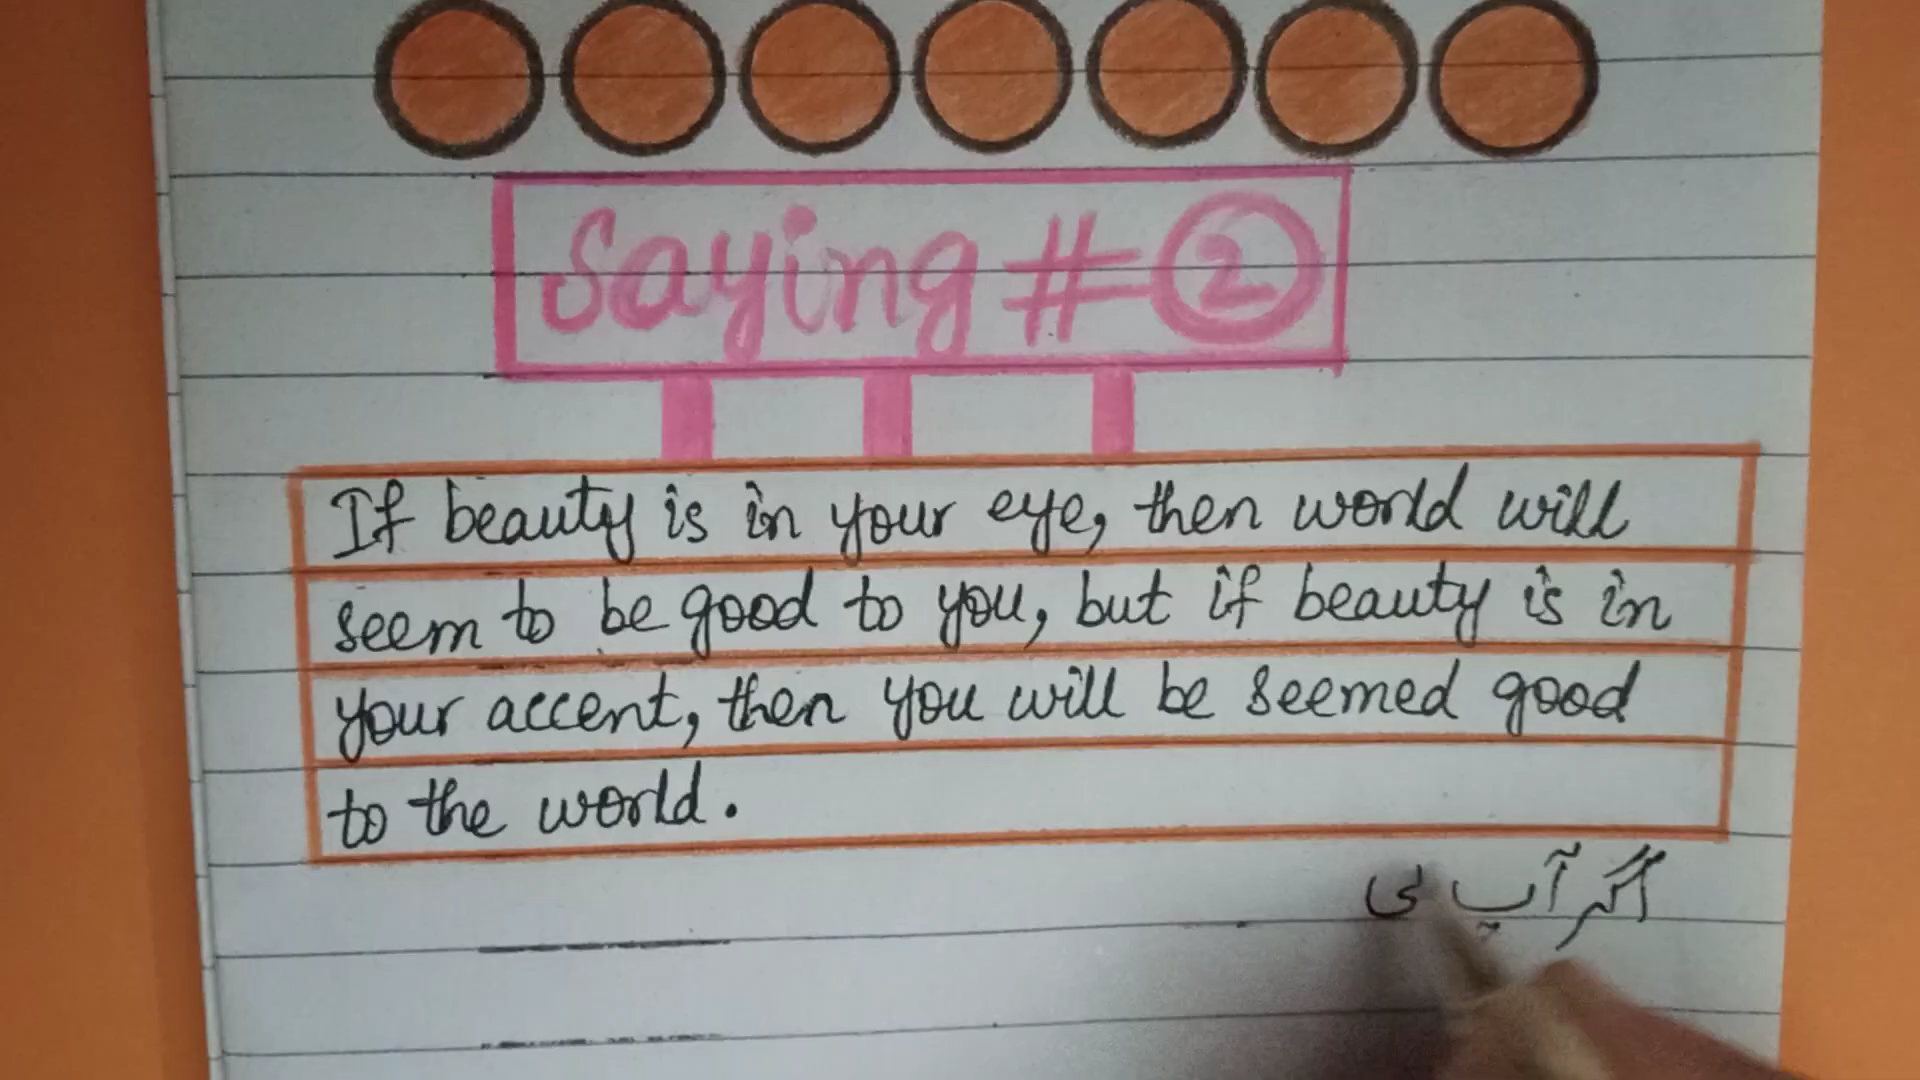 Saying # 2
If beauty is in your eye, then world will
seem to be good to you, but if beauty is in
your accent, then you will be seemed good
to the world.
اگر آپ